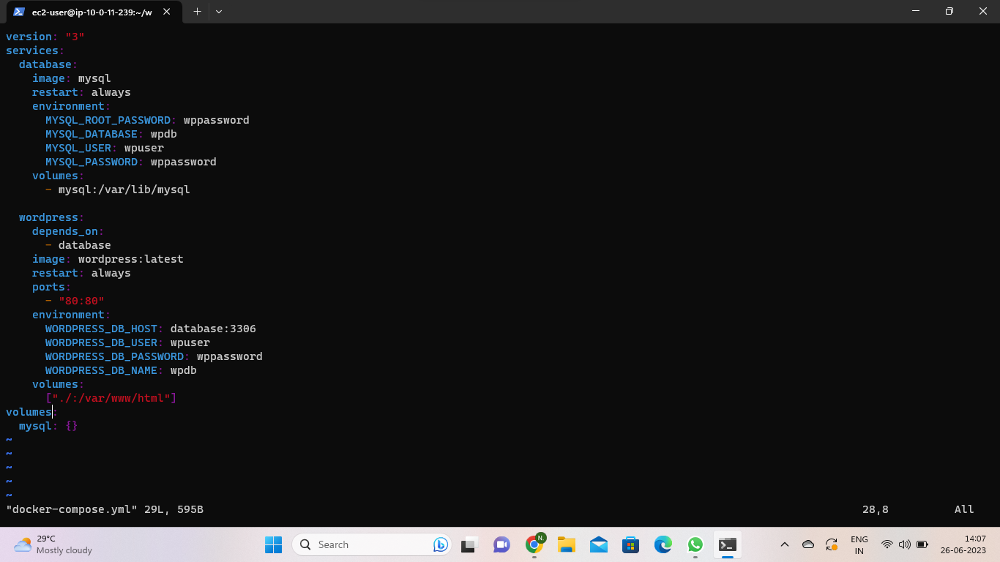 ec2-user@ip-10-0-11-239:~/w
version: "3"
services:
  database:
    image: mysql
    restart: always
    environment:
      MYSQL_ROOT_PASSWORD: wppassword
      MYSQL_DATABASE: wpdb
      MYSQL_USER: wpuser
      MYSQL_PASSWORD: wppassword
    volumes:
      - mysql:/var/lib/mysql

  wordpress:
    depends_on:
      - database
    image: wordpress:latest
    restart: always
    ports:
      - "80:80"
    environment:
      WORDPRESS_DB_HOST: database:3306
      WORDPRESS_DB_USER: wpuser
      WORDPRESS_DB_PASSWORD: wppassword
      WORDPRESS_DB_NAME: wpdb
    volumes:
      ["./:/var/www/html"]
volumes:
  mysql: {}
~
~
~
~
~
"docker-compose.yml" 29L, 595B 28,8 All
29°C
Mostly cloudy
Search
N.
ENG
IN
14:07
26-06-2023